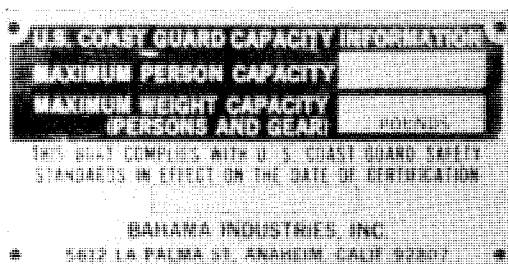 U.S. COAST GUARD CAPACITY INFORMATION
MAXIMUM PERSON CAPACITY
MAXIMUM WEIGHT CAPACITY
(PERSONS AND GEAR)
POUNDS
THIS BOAT COMPLIES WITH U. S. COAST GUARD SAFETY
STANDARDS IN EFFECT ON THE DATE OF CERTIFICATION
BAHAMA INDUSTRIES, INC.
5612 LA PALMA ST, ANAHEIM, CALIF 92807